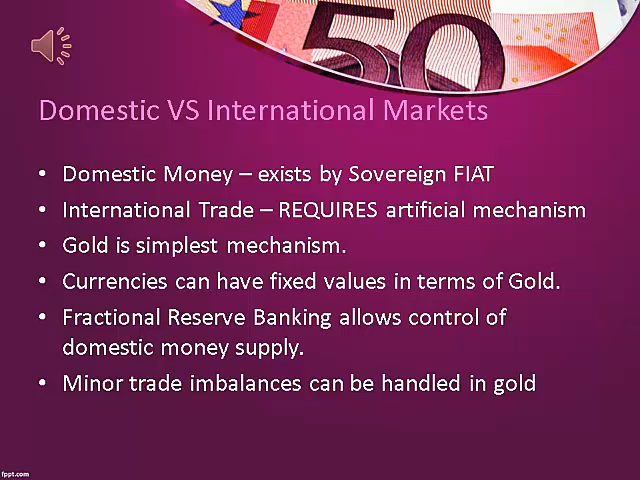 50
Domestic VS International Markets
• Domestic Money – exists by Sovereign FIAT
• International Trade – REQUIRES artificial mechanism
• Gold is simplest mechanism.
• Currencies can have fixed values in terms of Gold.
• Fractional Reserve Banking allows control of
domestic money supply.
• Minor trade imbalances can be handled in gold
fppt.com